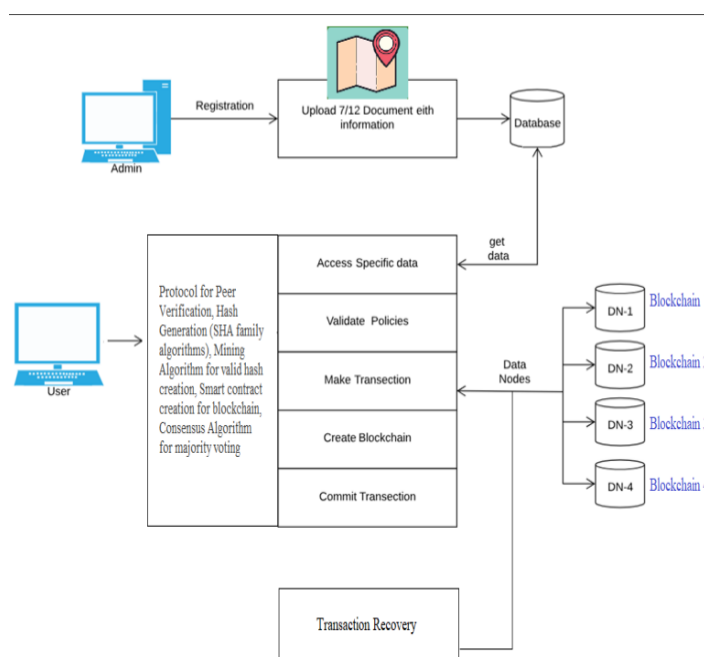 Registration
Upload 7/12 Document eith
information
Database
Admin
get
data
Protocol for Peer
Verification, Hash
Generation (SHA family
algorithms), Mining
Algorithm for valid hash
creation, Smart contract
creation for blockchain,
Consensus Algorithm
for majority voting
Access Specific data
Validate Policies
Make Transection
Create Blockchain
Commit Transection
User
Data
Nodes
DN-1 Blockchain
DN-2 Blockchain
DN-3 Blockchain
DN-4 Blockchain
Transaction Recovery